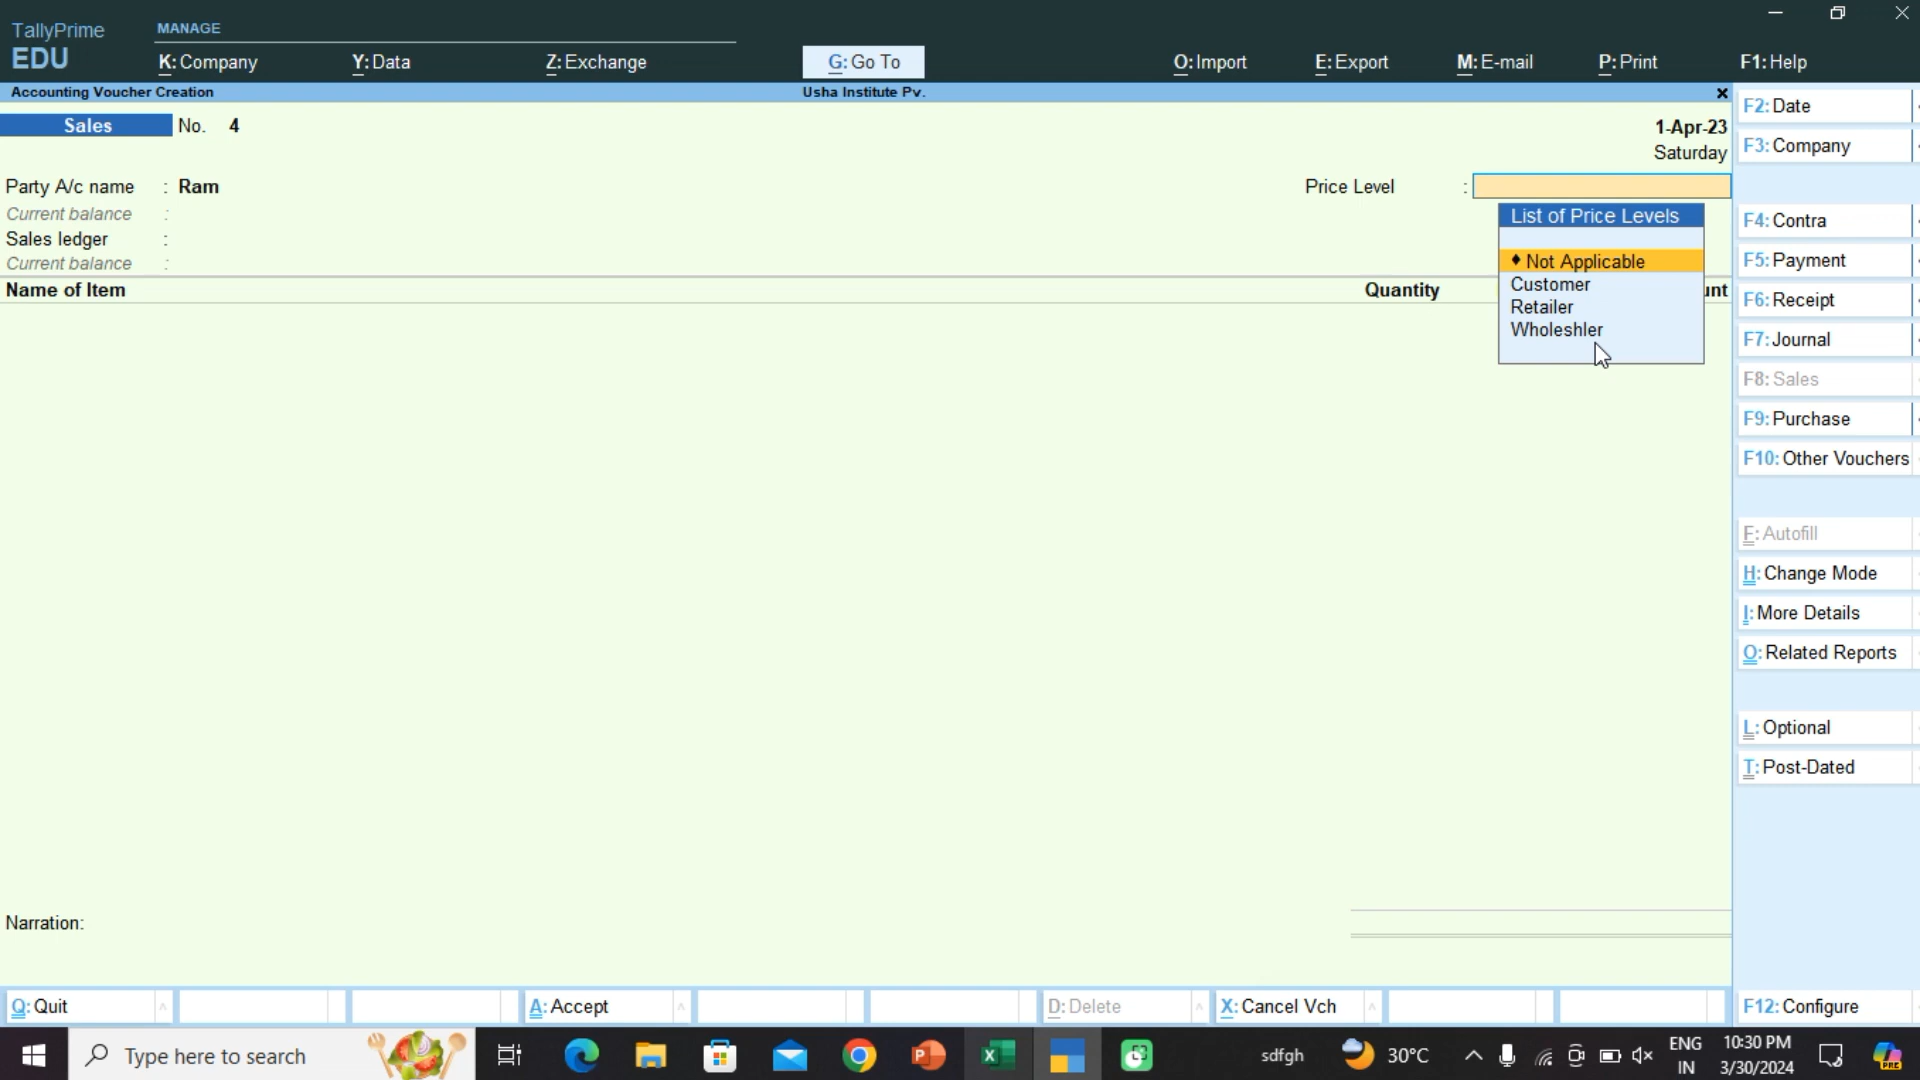 TallyPrime
EDU
MANAGE
K: Company
Y: Data
Z: Exchange
G: Go To
O: Import
E: Export
M: E-mail
P: Print
F1: Help
Accounting Voucher Creation
Usha Institute Pv.
Sales No. 4
1-Apr-23
Saturday
Party A/c name : Ram
Price Level :
Current balance :
Sales ledger :
Current balance :
List of Price Levels
♦ Not Applicable
Customer
Retailer
Wholeshler
Name of Item
Quantity
unt
Narration:
F2: Date
F3: Company
F4: Contra
F5: Payment
F6: Receipt
F7: Journal
F8: Sales
F9: Purchase
F10: Other Vouchers
F: Autofill
H: Change Mode
I: More Details
O: Related Reports
L: Optional
T: Post-Dated
F12: Configure
Q: Quit
A: Accept
D: Delete
X: Cancel Vch
Type here to search
sdfgh
30°C
ENG
IN
10:30 PM
3/30/2024
PRE